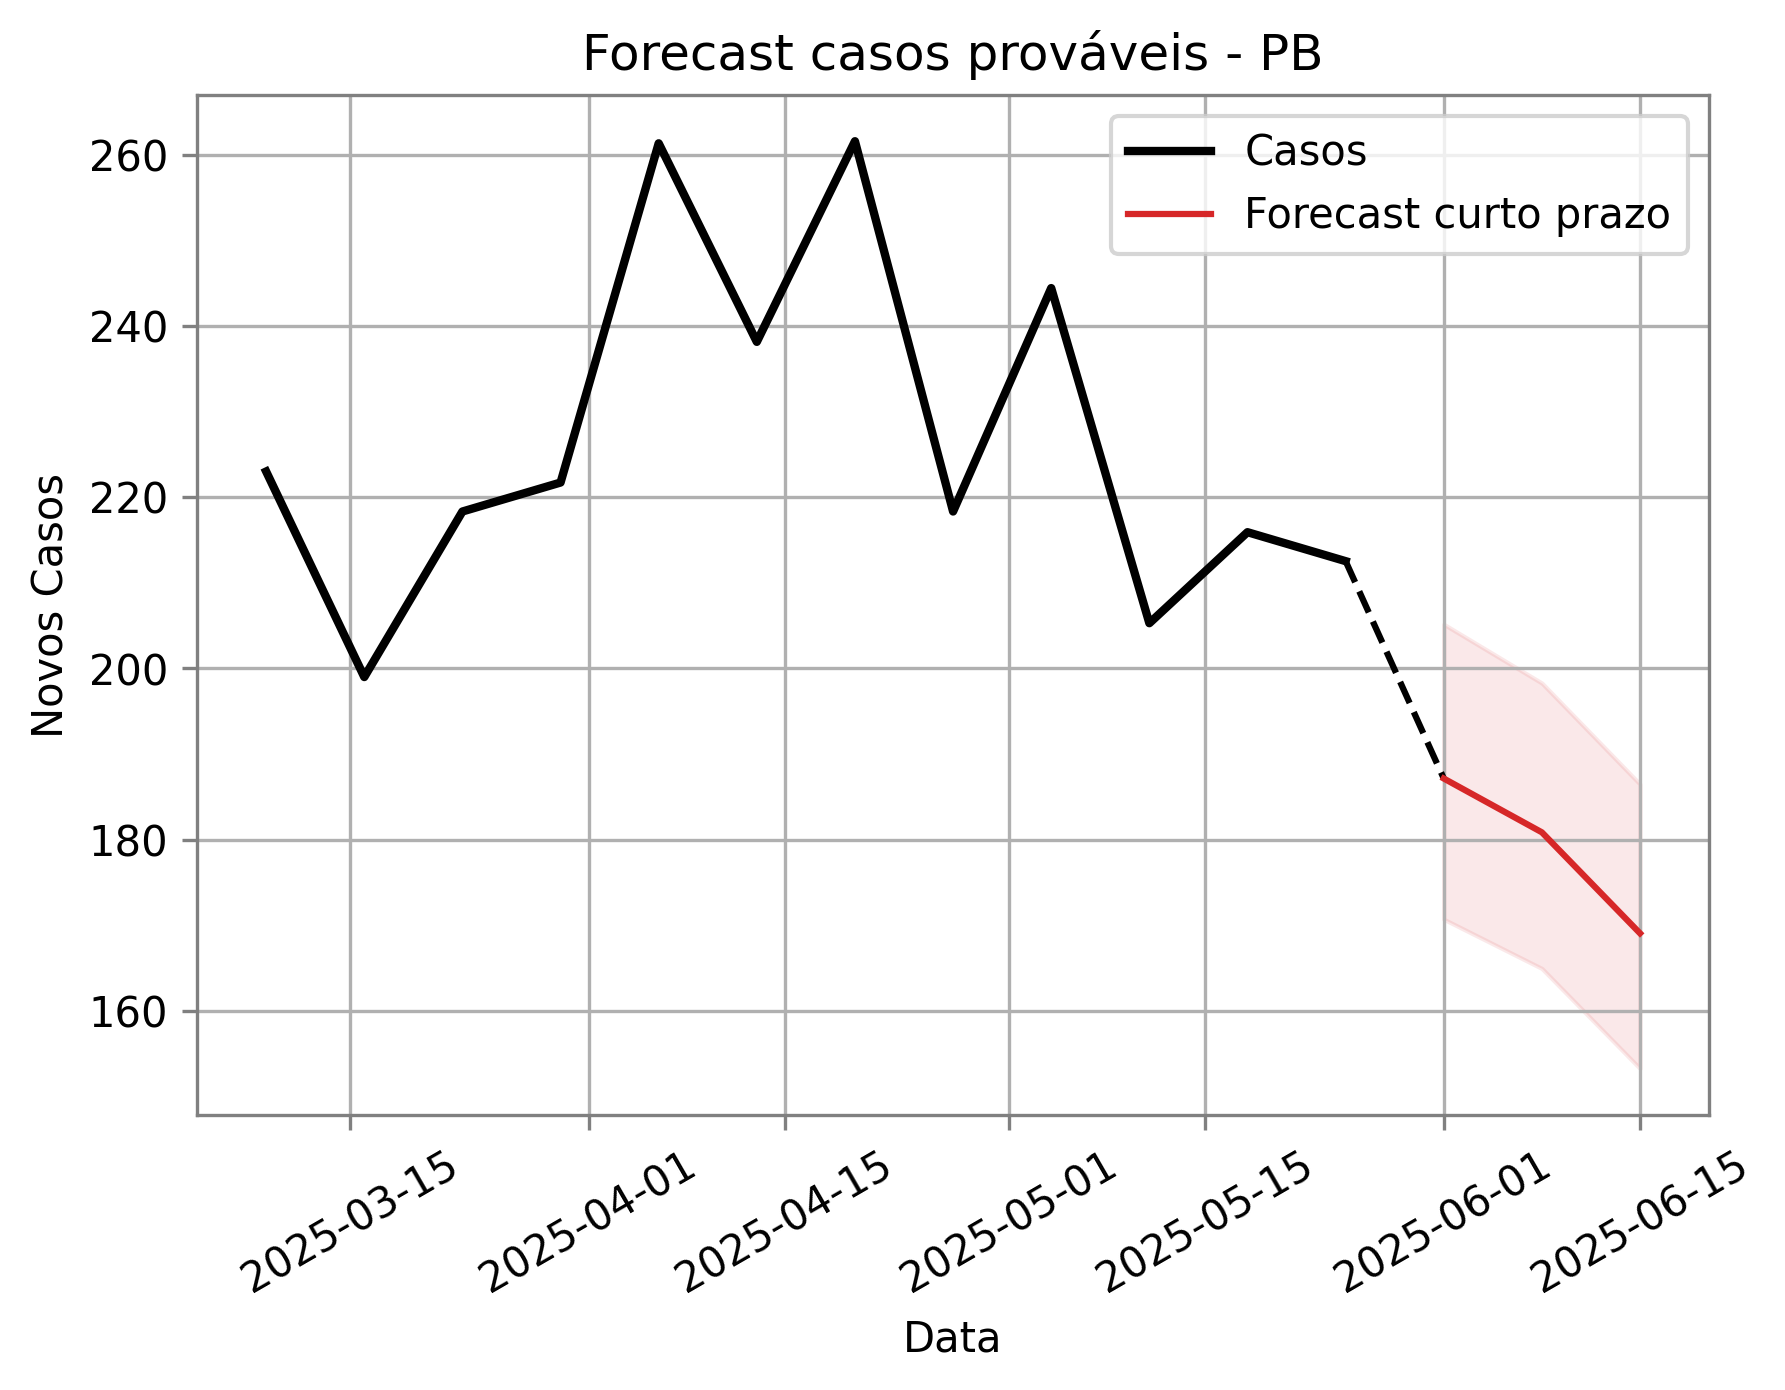 Forecast casos prováveis - PB
Casos
Forecast curto prazo
Novos Casos
260
240
220
200
180
160
2025-03-15
2025-04-01
2025-04-15
2025-05-01
2025-05-15
2025-06-01
2025-06-15
Data